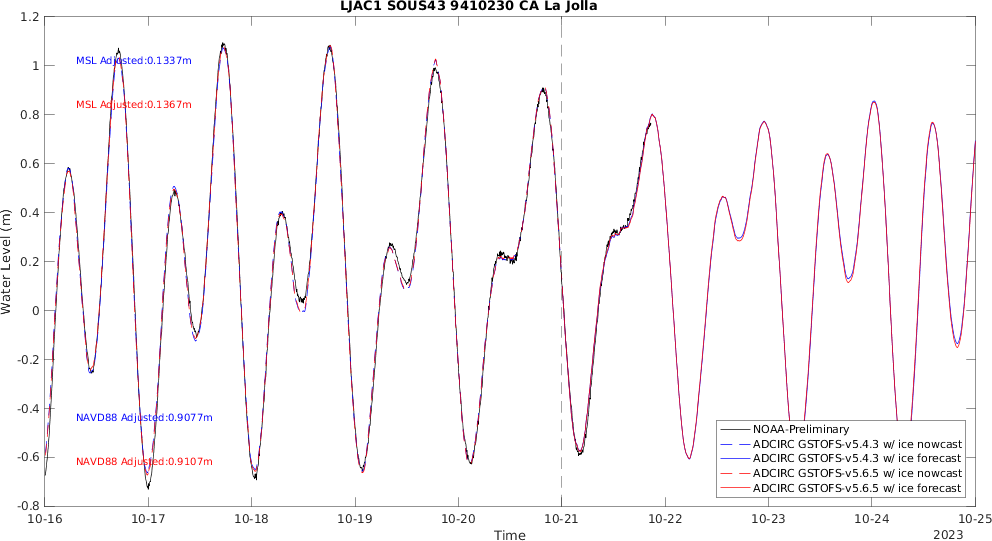 LJAC1 SOUS43 9410230 CA La Jolla
1.2
1
0.8
0.6
0.4
0.2
0
-0.2
-0.4
-0.6
-0.8
Water Level (m)
MSL Adjusted:0.1337m
MSL Adjusted:0.1367m
NAVD88 Adjusted:0.9077m
NAVD88 Adjusted:0.9107m
NOAA-Preliminary
ADCIRC GSTOFS-v5.4.3 w/ ice nowcast
ADCIRC GSTOFS-v5.4.3 w/ ice forecast
ADCIRC GSTOFS-v5.6.5 w/ ice nowcast
ADCIRC GSTOFS-v5.6.5 w/ ice forecast
10-16 10-17 10-18 10-19 10-20 10-21 10-22 10-23 10-24 10-25
Time
2023